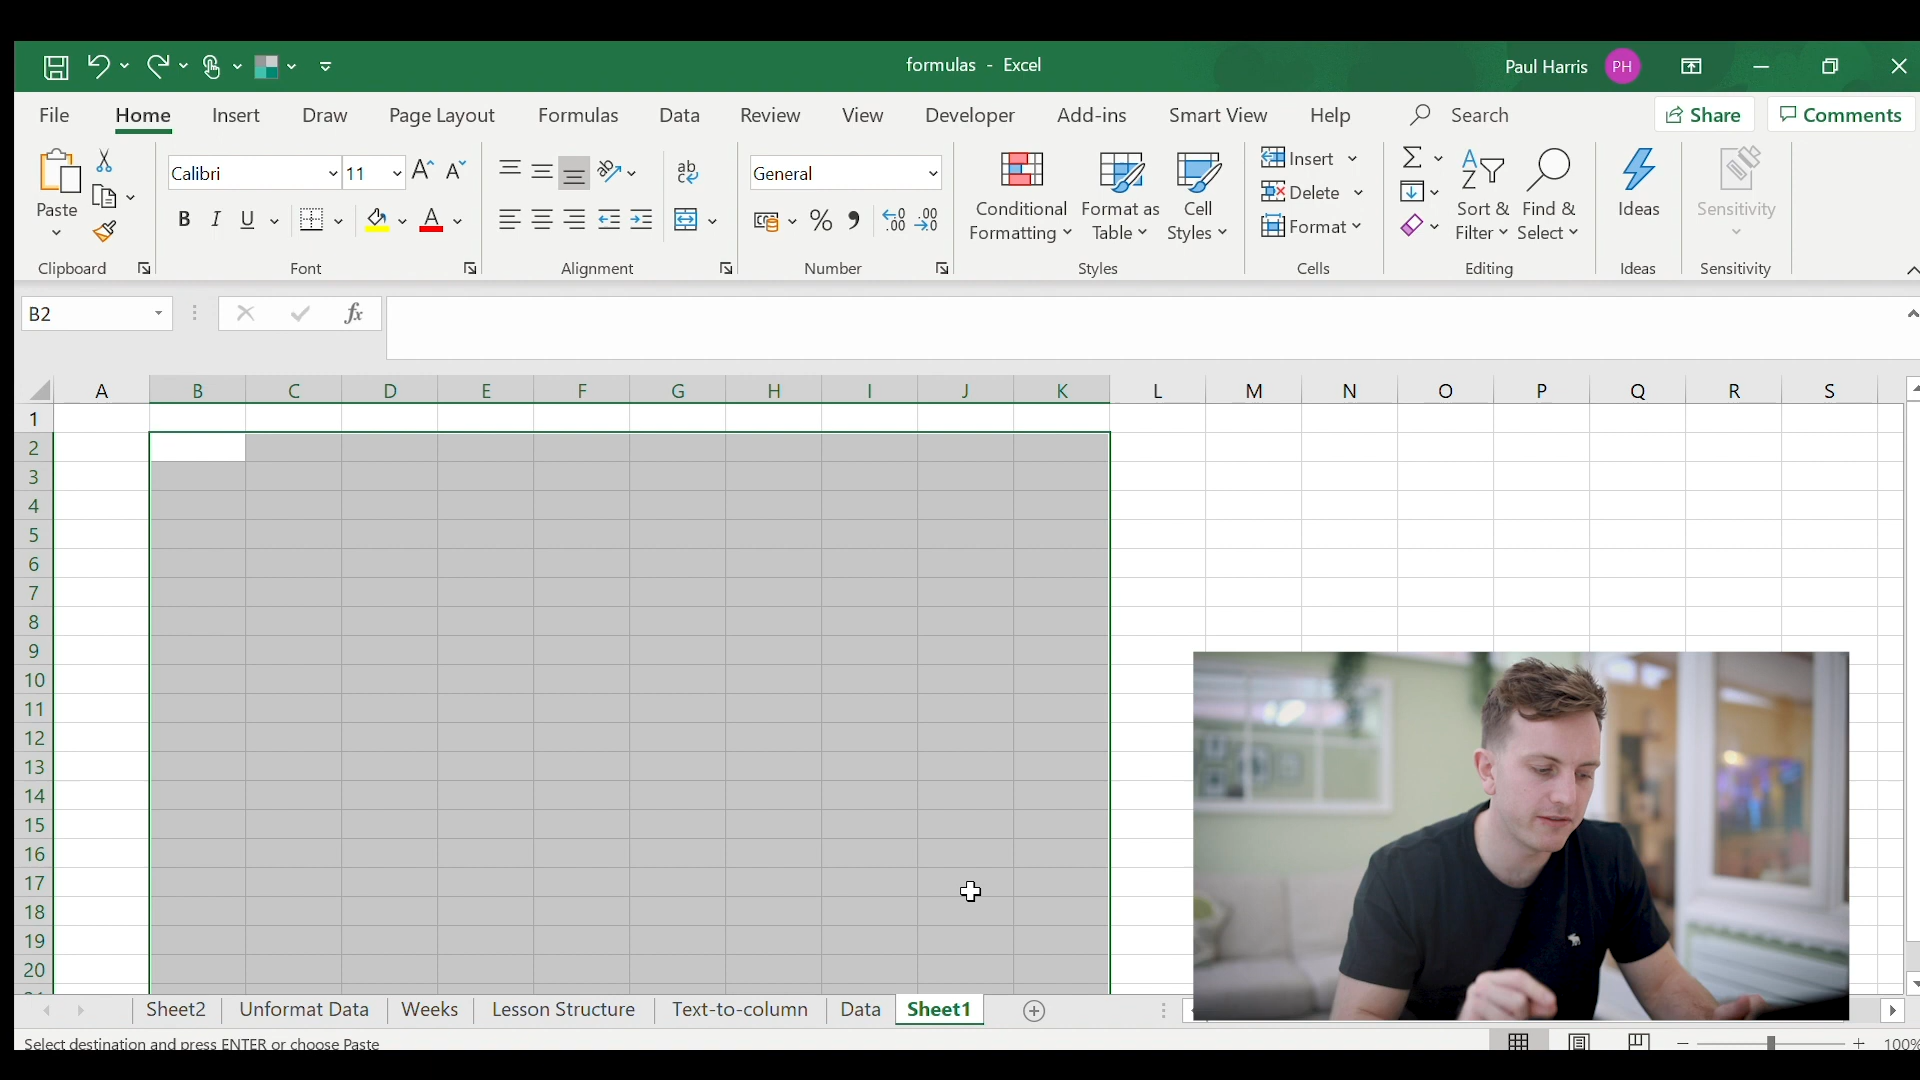 formulas - Excel
Paul Harris PH
File Home Insert Draw Page Layout Formulas Data Review View Developer Add-ins Smart View Help Search Share Comments
Paste
Clipboard
Calibri 11
B I U A
Font
ab
Alignment
General
% 
Number
Conditional Formatting
Format as Table
Cell Styles
Styles
Insert
Delete
Format
Cells
Sort & Filter
Find & Select
Editing
Ideas
Ideas
Sensitivity
Sensitivity
B2 fx
A B C D E F G H I J K L M N O P Q R S
1
2
3
4
5
6
7
8
9
10
11
12
13
14
15
16
17
18
19
20
Sheet2 Unformat Data Weeks Lesson Structure Text-to-column Data Sheet1
Select destination and press ENTER or choose Paste
100%